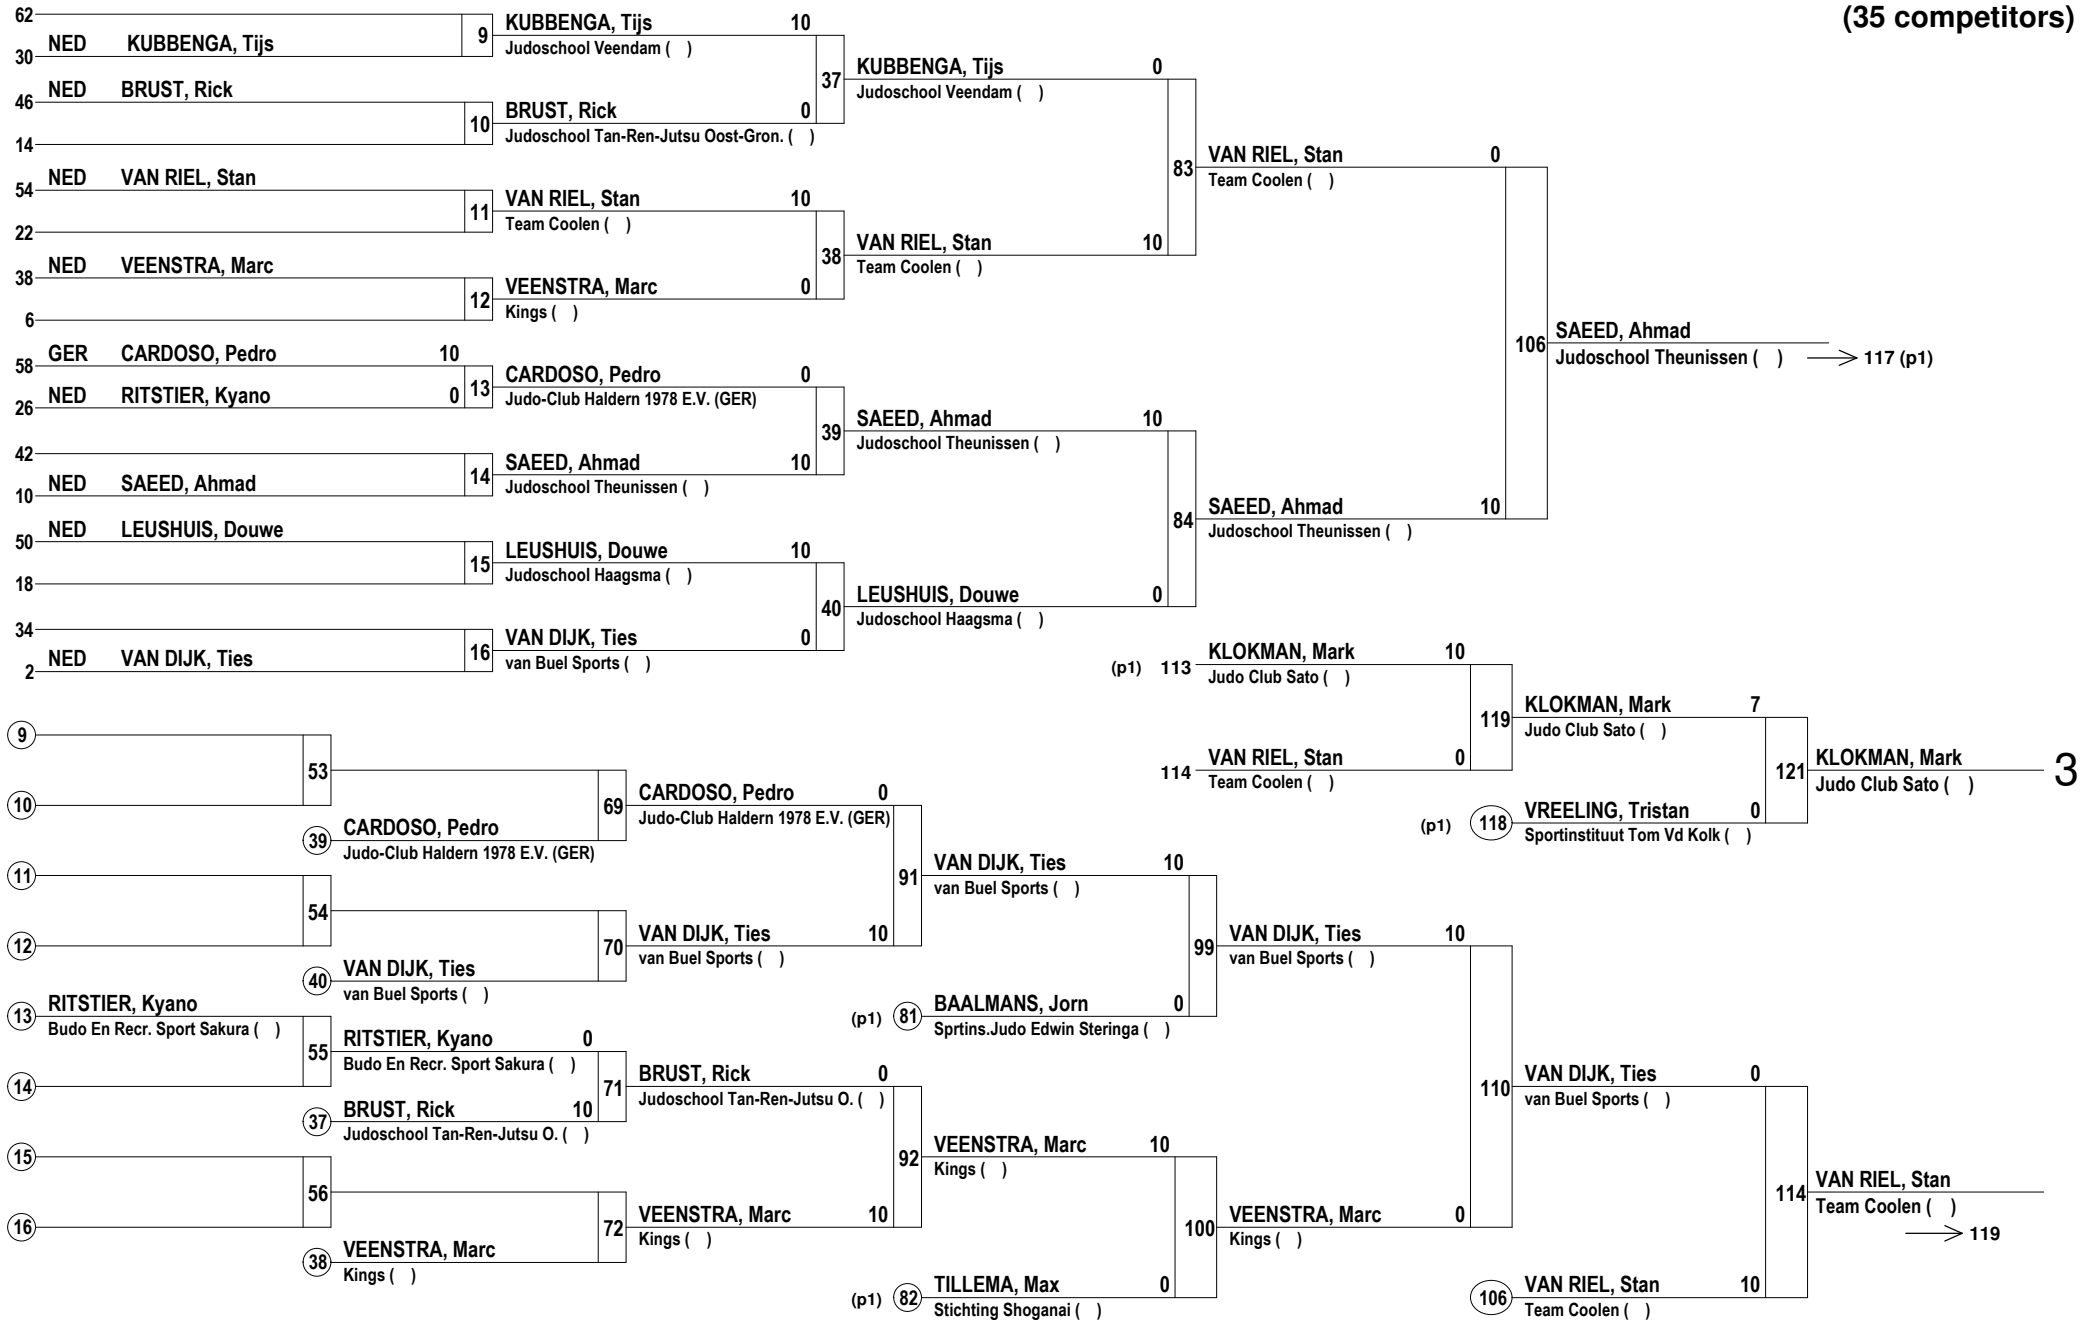 (35 competitors)
62
30 NED KUBBENGA, Tijs
9
46 NED BRUST, Rick
14
10
54 NED VAN RIEL, Stan
22
11
38 NED VEENSTRA, Marc
6
12
58 GER CARDOSO, Pedro 10
26 NED RITSTIER, Kyano 0
13
42
10 NED SAEED, Ahmad
14
50 NED LEUSHUIS, Douwe
18
15
34
2 NED VAN DIJK, Ties
16
KUBBENGA, Tijs 10
Judoschool Veendam ( )
37
BRUST, Rick 0
Judoschool Tan-Ren-Jutsu Oost-Gron. ( )
VAN RIEL, Stan 10
Team Coolen ( )
38
VEENSTRA, Marc 0
Kings ( )
CARDOSO, Pedro 0
Judo-Club Haldern 1978 E.V. (GER)
39
SAEED, Ahmad 10
Judoschool Theunissen ( )
LEUSHUIS, Douwe 10
Judoschool Haagsma ( )
40
VAN DIJK, Ties 0
van Buel Sports ( )
KUBBENGA, Tijs 0
Judoschool Veendam ( )
83
VAN RIEL, Stan 10
Team Coolen ( )
SAEED, Ahmad 10
Judoschool Theunissen ( )
84
LEUSHUIS, Douwe 0
Judoschool Haagsma ( )
VAN RIEL, Stan 0
Team Coolen ( )
106
SAEED, Ahmad 10
Judoschool Theunissen ( )
SAEED, Ahmad
Judoschool Theunissen ( ) 117 (p1)
(p1) 113 KLOKMAN, Mark 10
Judo Club Sato ( )
119
114 VAN RIEL, Stan 0
Team Coolen ( )
KLOKMAN, Mark 7
Judo Club Sato ( )
121
(p1) 118 VREELING, Tristan 0
Sportinstituut Tom Vd Kolk ( )
KLOKMAN, Mark
Judo Club Sato ( )
3
9
53
10
39 CARDOSO, Pedro
Judo-Club Haldern 1978 E.V. (GER)
69
11
54
12
40 VAN DIJK, Ties
van Buel Sports ( )
70
13 RITSTIER, Kyano
Budo En Recr. Sport Sakura ( )
55
14
RITSTIER, Kyano 0
Budo En Recr. Sport Sakura ( )
71
37 BRUST, Rick 10
Judoschool Tan-Ren-Jutsu O. ( )
15
56
16
38 VEENSTRA, Marc
Kings ( )
72
CARDOSO, Pedro 0
Judo-Club Haldern 1978 E.V. (GER)
91
VAN DIJK, Ties 10
van Buel Sports ( )
BRUST, Rick 0
Judoschool Tan-Ren-Jutsu O. ( )
92
VEENSTRA, Marc 10
Kings ( )
VAN DIJK, Ties 10
van Buel Sports ( )
99
(p1) 81 BAALMANS, Jorn 0
Sprtins.Judo Edwin Steringa ( )
VEENSTRA, Marc 10
Kings ( )
100
(p1) 82 TILLEMA, Max 0
Stichting Shoganai ( )
VAN DIJK, Ties 10
van Buel Sports ( )
110
VEENSTRA, Marc 0
Kings ( )
VAN DIJK, Ties 0
van Buel Sports ( )
114
106 VAN RIEL, Stan 10
Team Coolen ( )
VAN RIEL, Stan
Team Coolen ( )
119